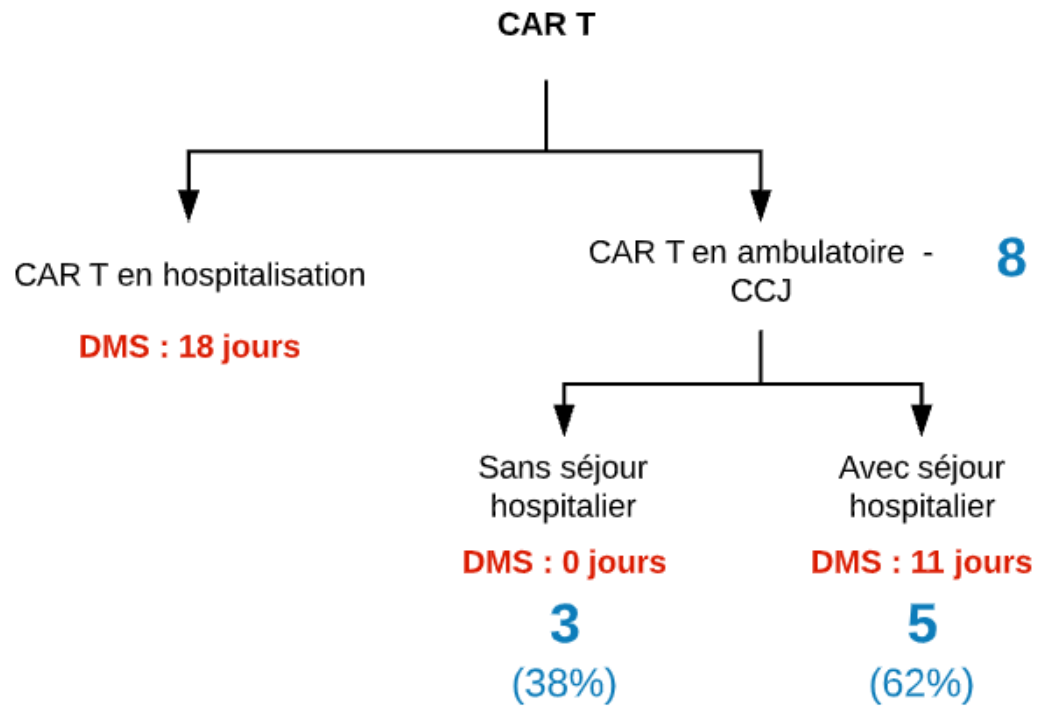 CAR T
CAR T en hospitalisation
DMS : 18 jours
CAR T en ambulatoire -
CCJ
8
Sans séjour
hospitalier
DMS : 0 jours
3
(38%)
Avec séjour
hospitalier
DMS : 11 jours
5
(62%)